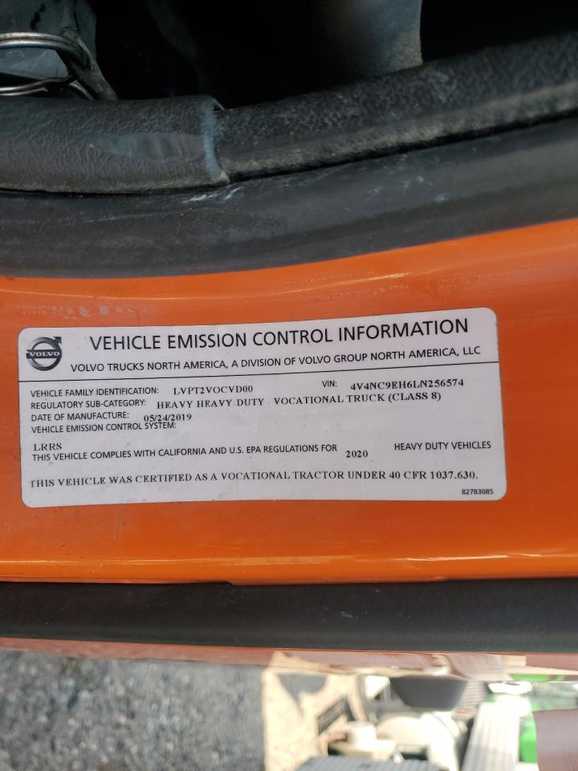 VOLVO
VEHICLE EMISSION CONTROL INFORMATION
VOLVO TRUCKS NORTH AMERICA, A DIVISION OF VOLVO GROUP NORTH AMERICA, LLC
VEHICLE FAMILY IDENTIFICATION: LVPT2VOCVD00 VIN: 4V4NC9EH6LN256574
REGULATORY SUB-CATEGORY: HEAVY HEAVY-DUTY VOCATIONAL TRUCK (CLASS 8)
DATE OF MANUFACTURE: 05/24/2019
VEHICLE EMISSION CONTROL SYSTEM:
LRRS
THIS VEHICLE COMPLIES WITH CALIFORNIA AND U.S. EPA REGULATIONS FOR 2020 HEAVY DUTY VEHICLES
THIS VEHICLE WAS CERTIFIED AS A VOCATIONAL TRACTOR UNDER 40 CFR 1037.630.
82783085